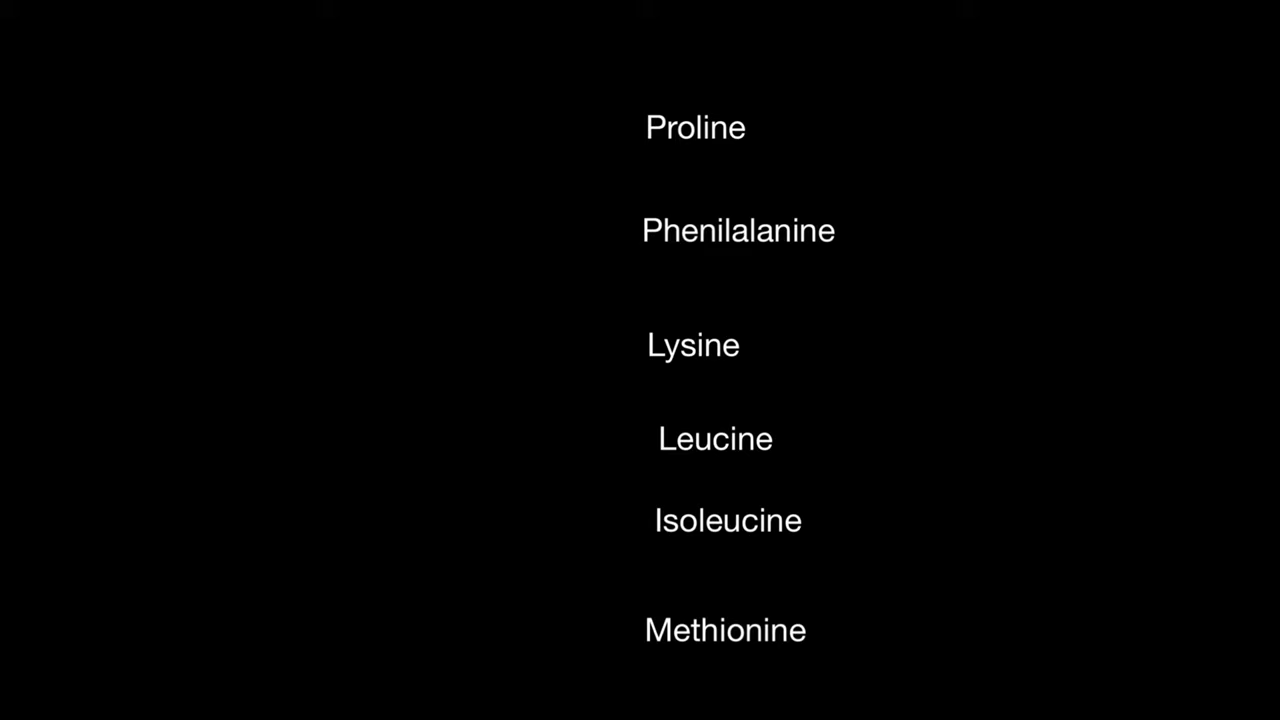 Proline
Phenilalanine
Lysine
Leucine
Isoleucine
Methionine